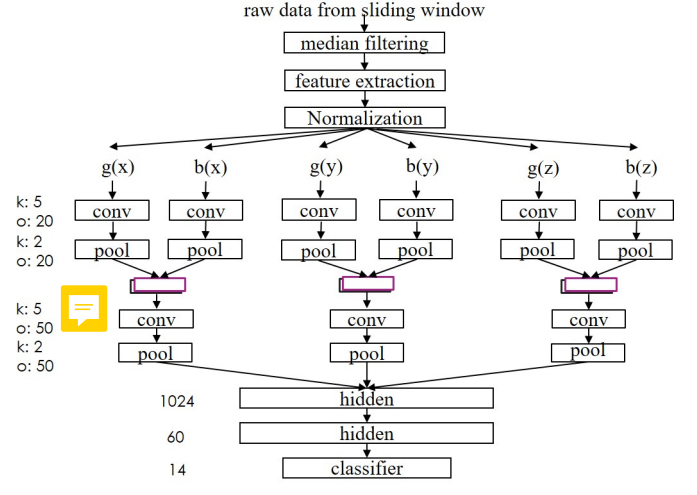 raw data from sliding window
median filtering
feature extraction
Normalization
g(x) b(x) g(y) b(y) g(z) b(z)
k: 5
o: 20
conv conv conv conv conv conv
k: 2
o: 20
pool pool pool pool pool pool
k: 5
o: 50
conv conv conv
k: 2
o: 50
pool pool pool
1024 hidden
60 hidden
14 classifier